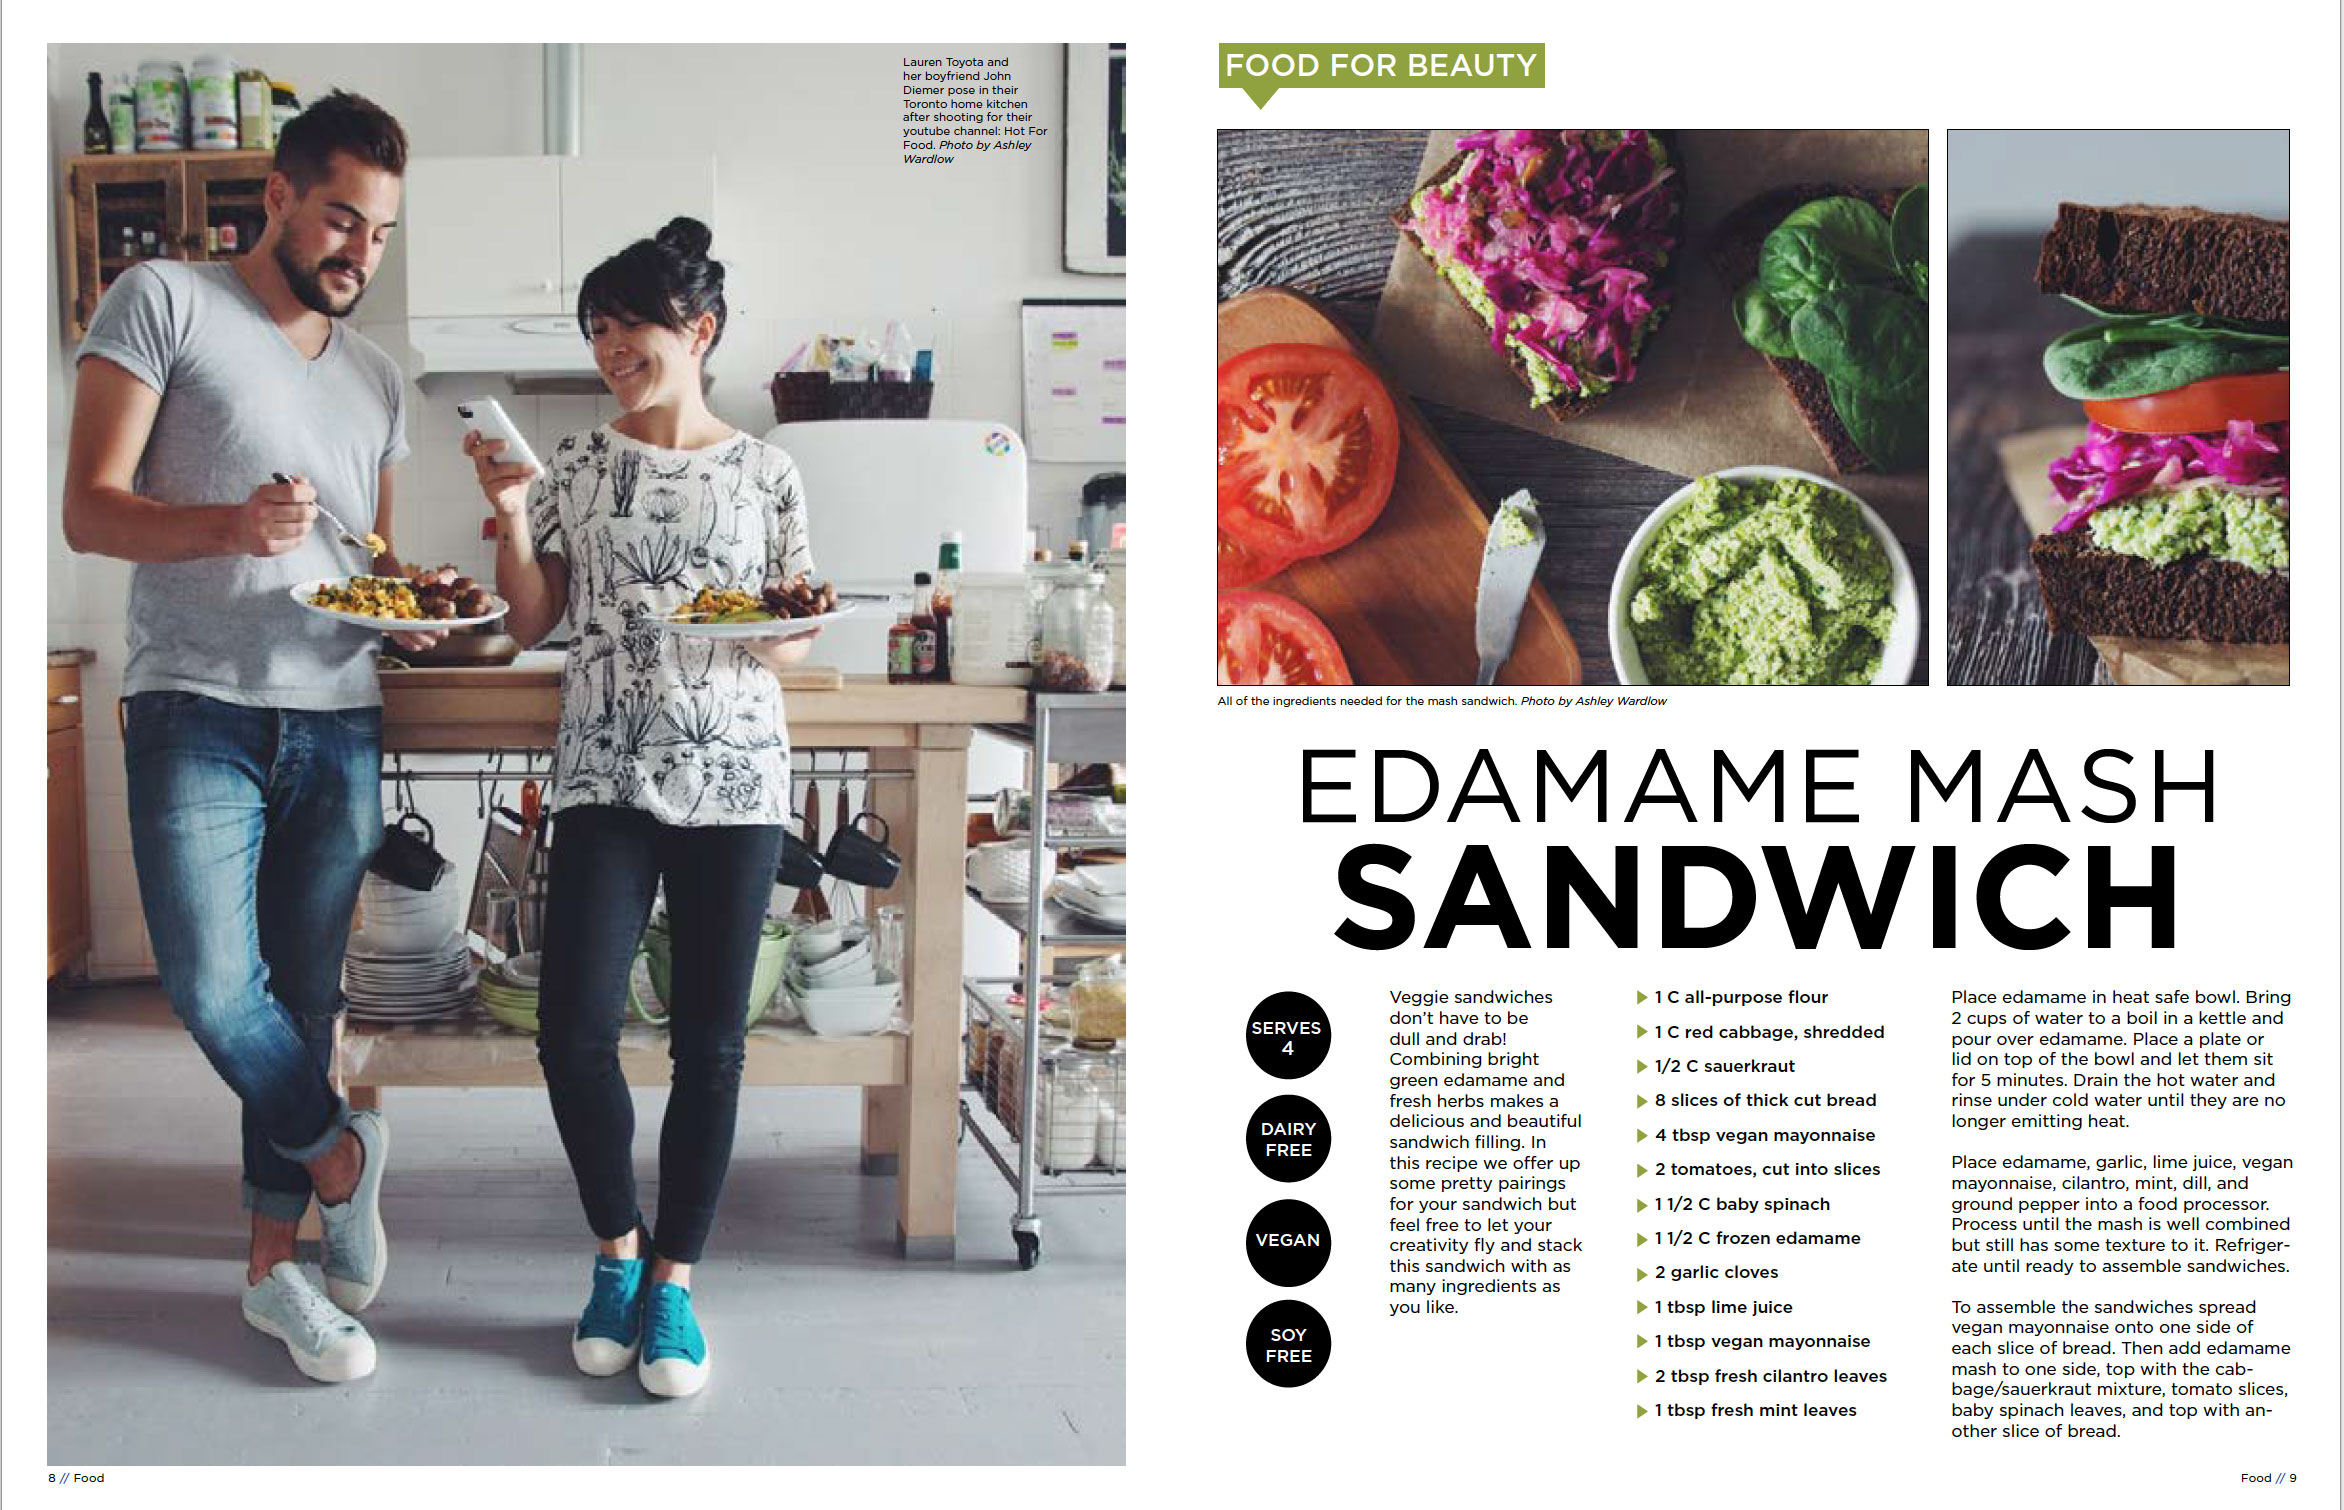 Lauren Toyota and
her boyfriend John
Diemer pose in their
Toronto home kitchen
after shooting for their
youtube channel: Hot For
Food. Photo by Ashley
Wardlow
8 // Food
FOOD FOR BEAUTY
All of the ingredients needed for the mash sandwich. Photo by Ashley Wardlow
EDAMAME MASH
SANDWICH
SERVES
4
DAIRY
FREE
VEGAN
SOY
FREE
Veggie sandwiches
don't have to be
dull and drab!
Combining bright
green edamame and
fresh herbs makes a
delicious and beautiful
sandwich filling. In
this recipe we offer up
some pretty pairings
for your sandwich but
feel free to let your
creativity fly and stack
this sandwich with as
many ingredients as
you like.
1 C all-purpose flour
1 C red cabbage, shredded
1/2 C sauerkraut
8 slices of thick cut bread
4 tbsp vegan mayonnaise
2 tomatoes, cut into slices
1 1/2 C baby spinach
1 1/2 C frozen edamame
2 garlic cloves
1 tbsp lime juice
1 tbsp vegan mayonnaise
2 tbsp fresh cilantro leaves
1 tbsp fresh mint leaves
Place edamame in heat safe bowl. Bring
2 cups of water to a boil in a kettle and
pour over edamame. Place a plate or
lid on top of the bowl and let them sit
for 5 minutes. Drain the hot water and
rinse under cold water until they are no
longer emitting heat.
Place edamame, garlic, lime juice, vegan
mayonnaise, cilantro, mint, dill, and
ground pepper into a food processor.
Process until the mash is well combined
but still has some texture to it. Refriger-
ate until ready to assemble sandwiches.
To assemble the sandwiches spread
vegan mayonnaise onto one side of
each slice of bread. Then add edamame
mash to one side, top with the cab-
bage/sauerkraut mixture, tomato slices,
baby spinach leaves, and top with an-
other slice of bread.
Food // 9